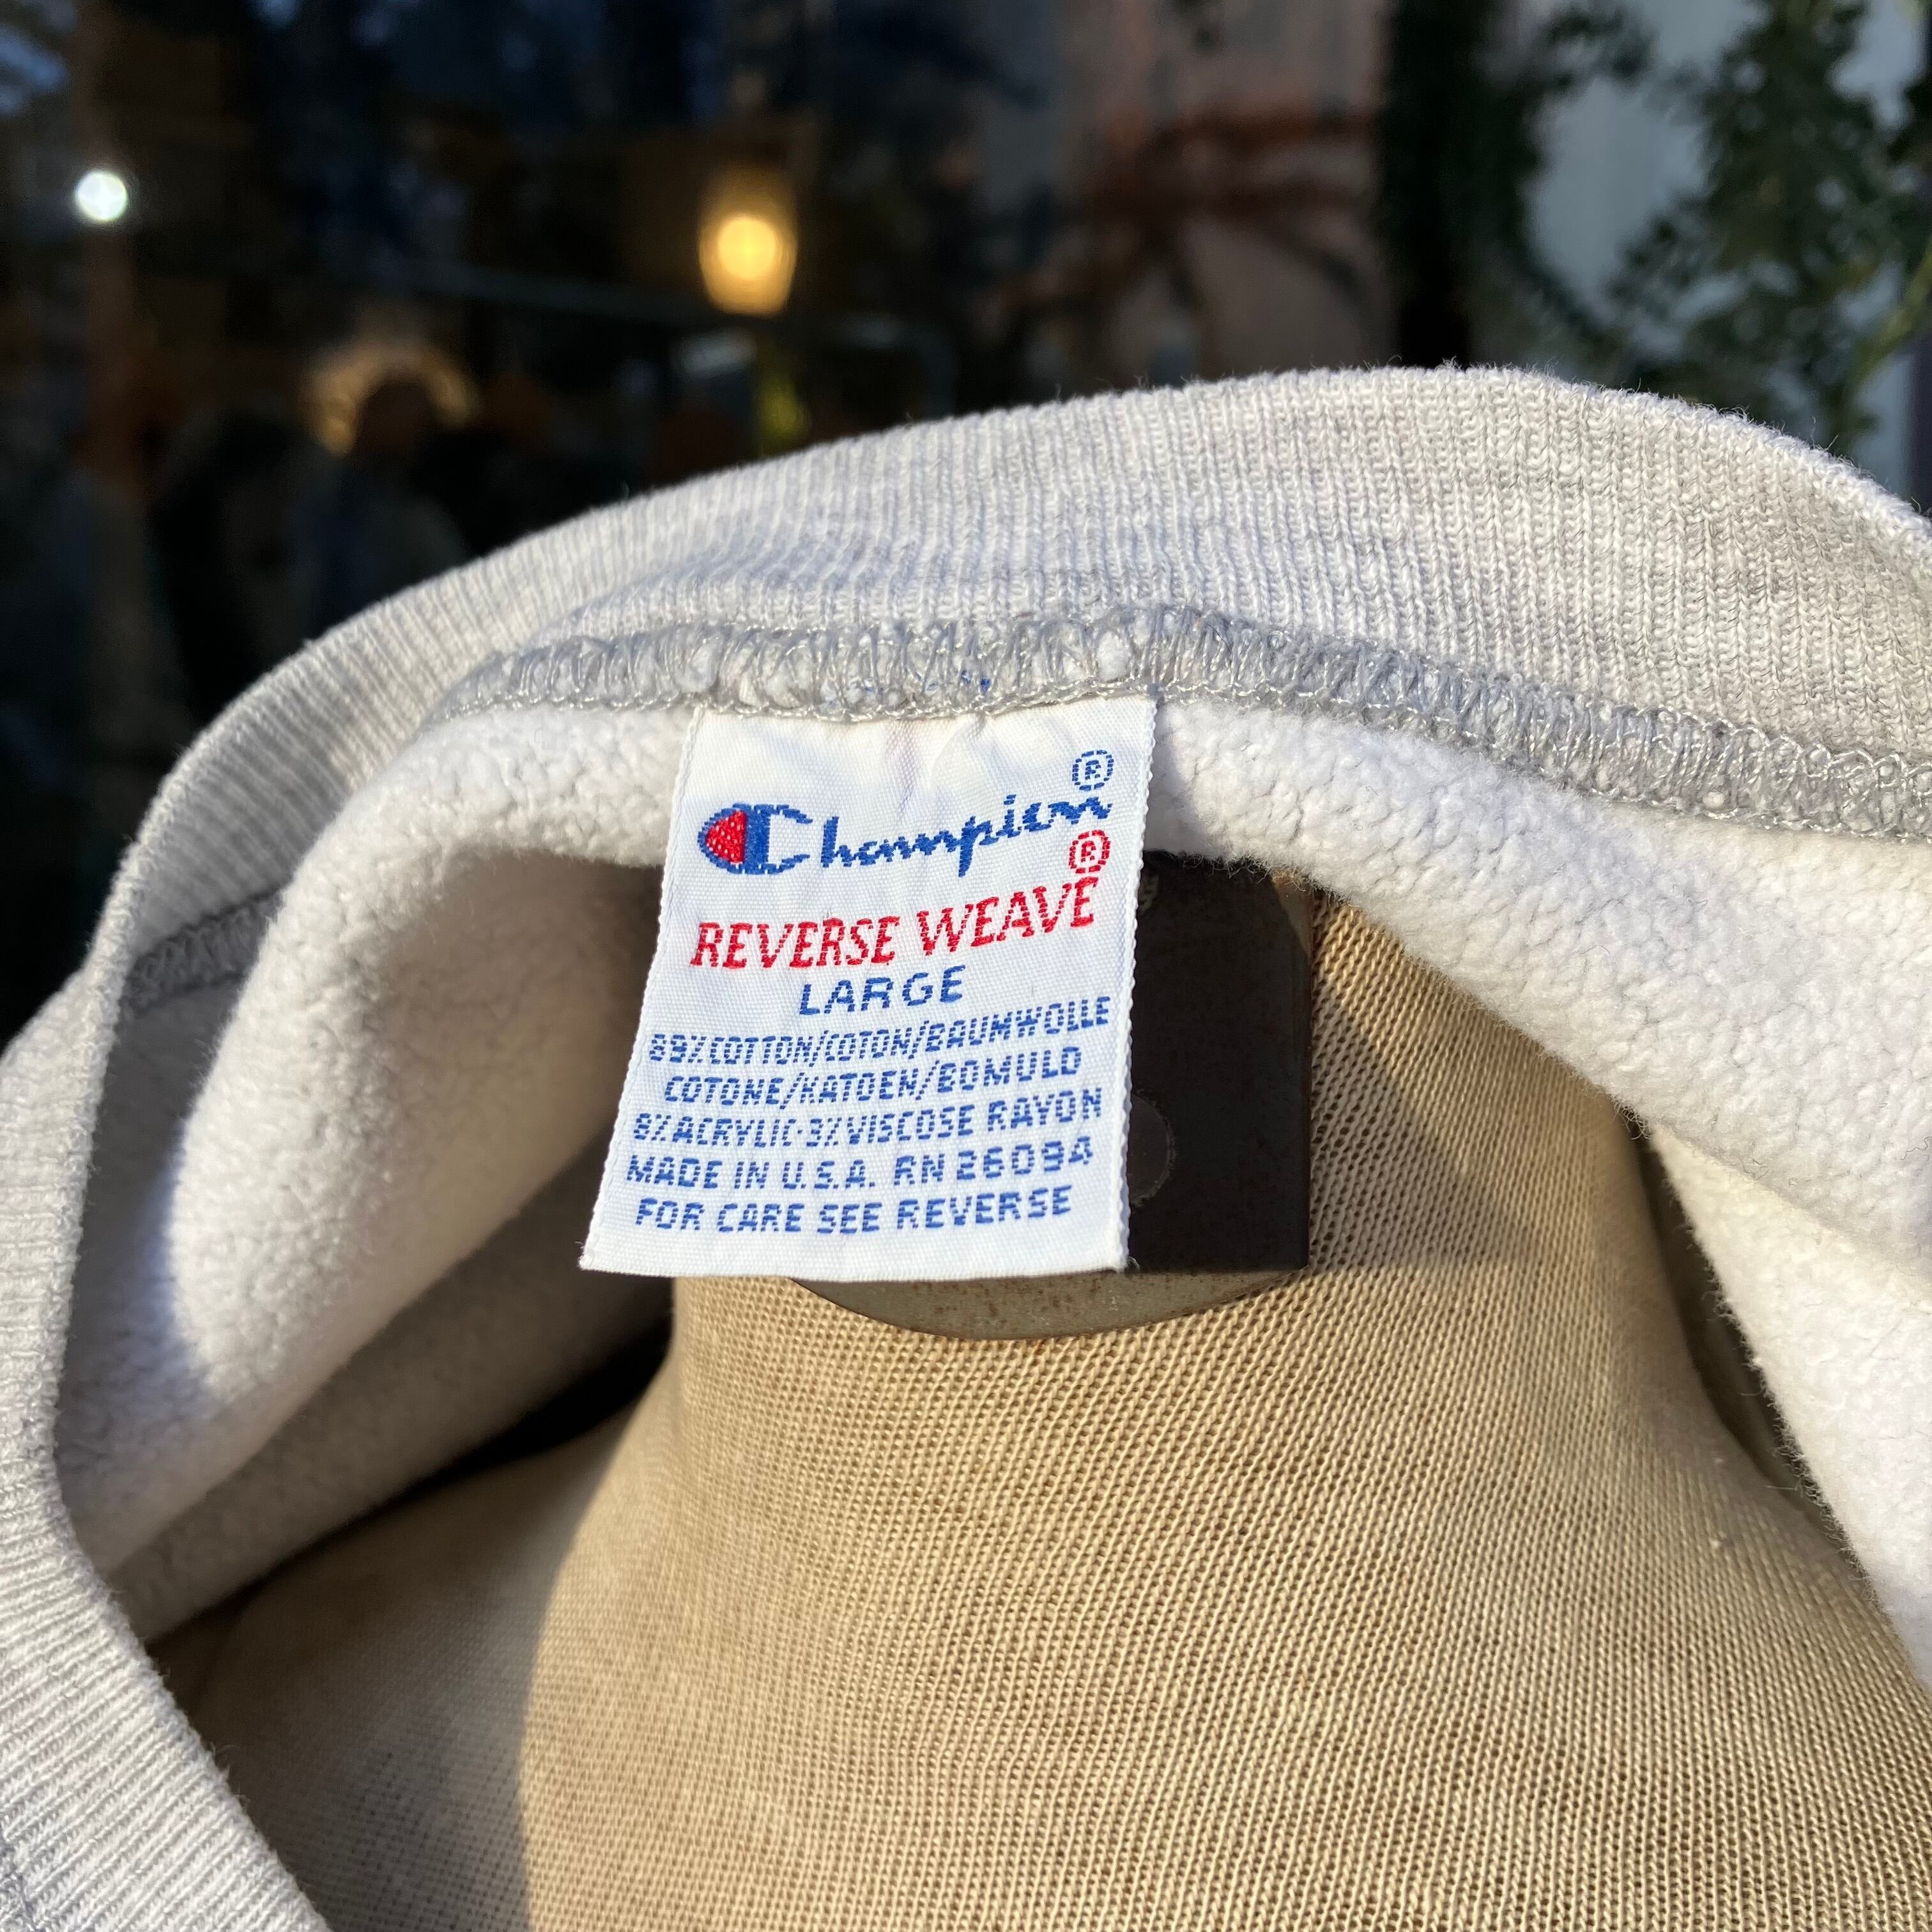 ®
Champion
®
REVERSE WEAVE
LARGE
89% COTTON/COTON/BAUMWOLLE
COTONE/KATOEN/BOMULD
8% ACRYLIC·3% VISCOSE RAYON
MADE IN U.S.A. RN 26094
FOR CARE SEE REVERSE